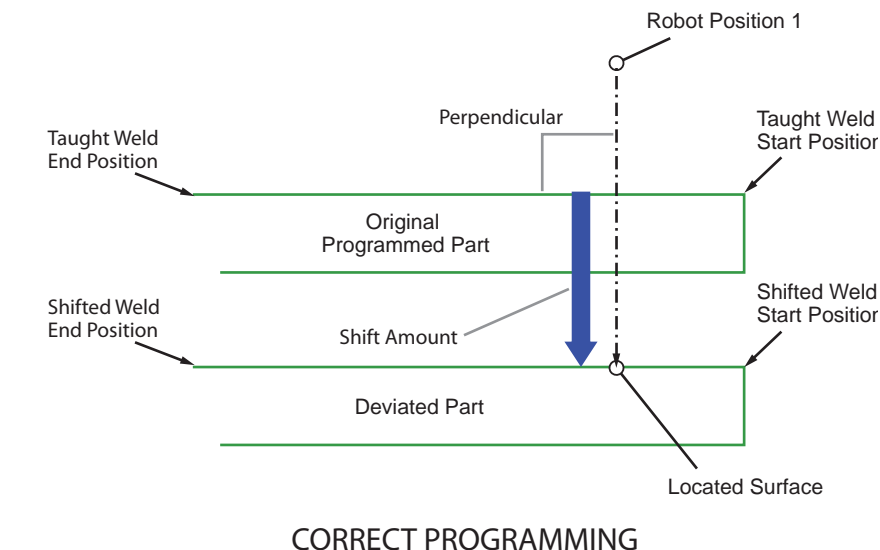 Robot Position 1
Perpendicular
Taught Weld
Start Position
Taught Weld
End Position
Original
Programmed Part
Shifted Weld
Start Position
Shifted Weld
End Position
Shift Amount
Deviated Part
Located Surface
CORRECT PROGRAMMING